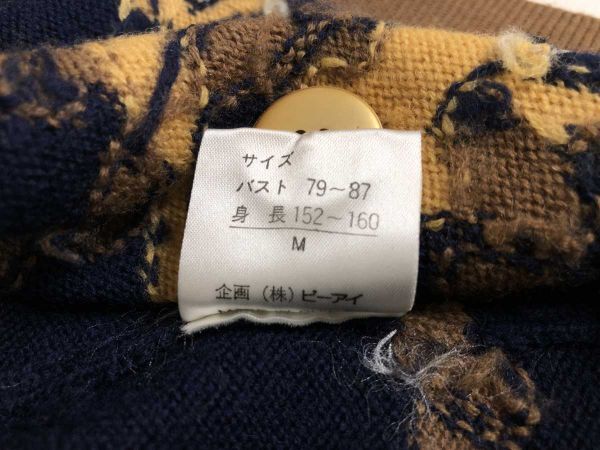 サイズ
バスト 79～87
身長 152～160
M
企画 (株) ピーアイ